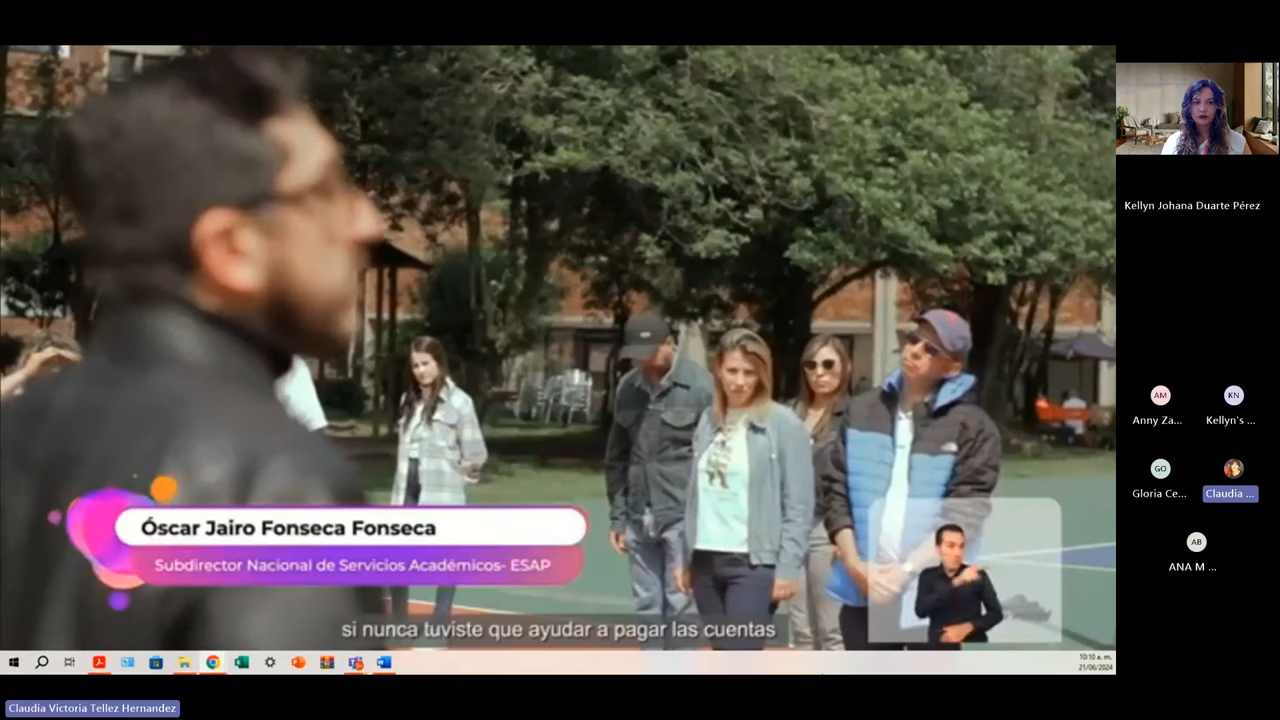 Óscar Jairo Fonseca Fonseca
Subdirector Nacional de Servicios Académicos- ESAP
si nunca tuviste que ayudar a pagar las cuentas
10:10 a. m.
21/06/2024
Claudia Victoria Tellez Hernandez
Kellyn Johana Duarte Pérez
AM
KN
Anny Za...
Kellyn's ...
GO
Gloria Ce...
Claudia ...
AB
ANA M ...